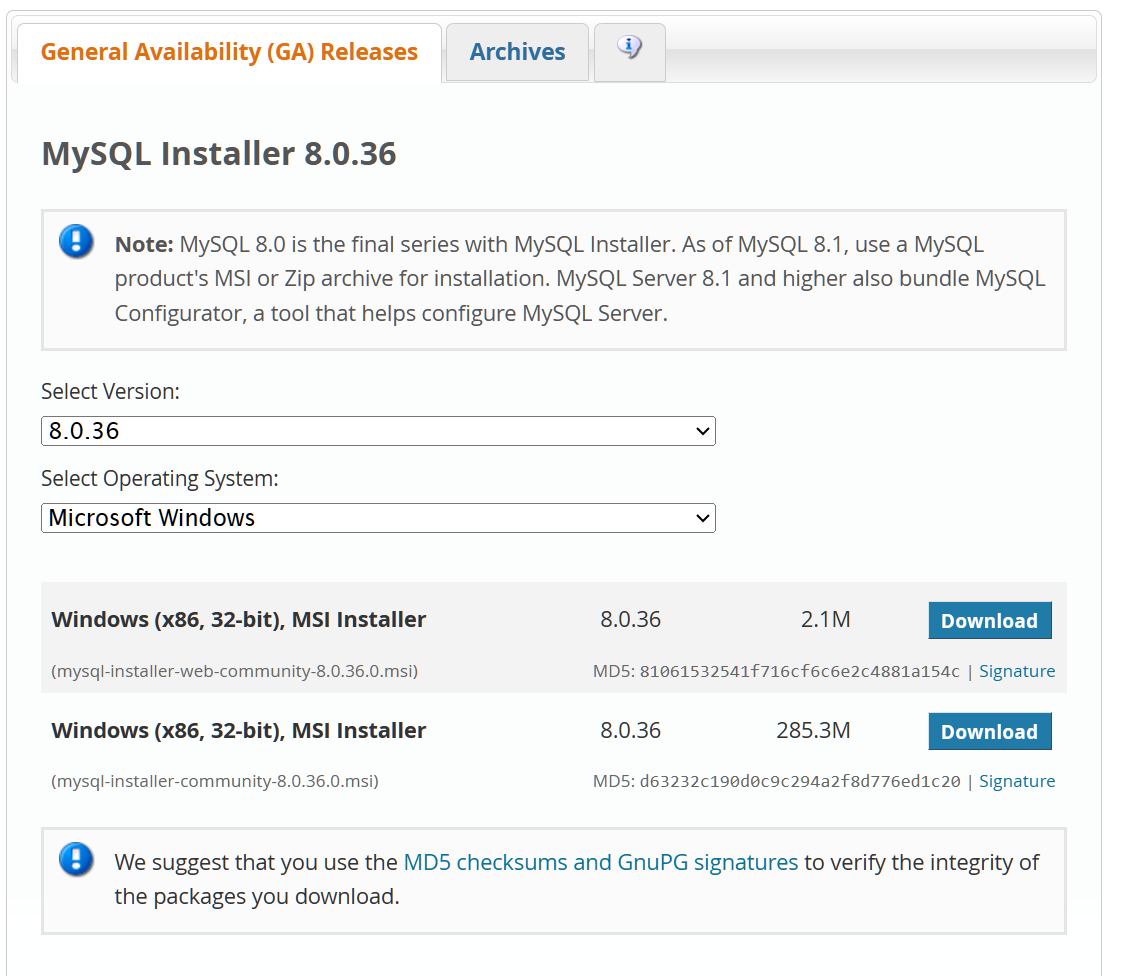 General Availability (GA) Releases
Archives
MySQL Installer 8.0.36
Note: MySQL 8.0 is the final series with MySQL Installer. As of MySQL 8.1, use a MySQL
product's MSI or Zip archive for installation. MySQL Server 8.1 and higher also bundle MySQL
Configurator, a tool that helps configure MySQL Server.
Select Version:
8.0.36
Select Operating System:
Microsoft Windows
Windows (x86, 32-bit), MSI Installer 8.0.36 2.1M Download
(mysql-installer-web-community-8.0.36.0.msi) MD5: 81061532541f716cf6c6e2c4881a154c | Signature
Windows (x86, 32-bit), MSI Installer 8.0.36 285.3M Download
(mysql-installer-community-8.0.36.0.msi) MD5: d63232c190d0c9c294a2f8d776ed1c20 | Signature
We suggest that you use the MD5 checksums and GnuPG signatures to verify the integrity of
the packages you download.